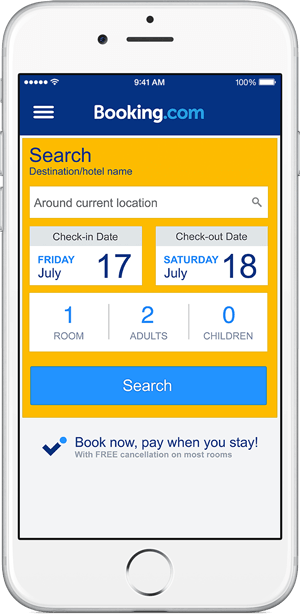 9:41 AM 100%
Booking.com
Search
Destination/hotel name
Around current location
Check-in Date Check-out Date
FRIDAY July 17 SATURDAY July 18
1 2 0
ROOM ADULTS CHILDREN
Search
Book now, pay when you stay!
With FREE cancellation on most rooms